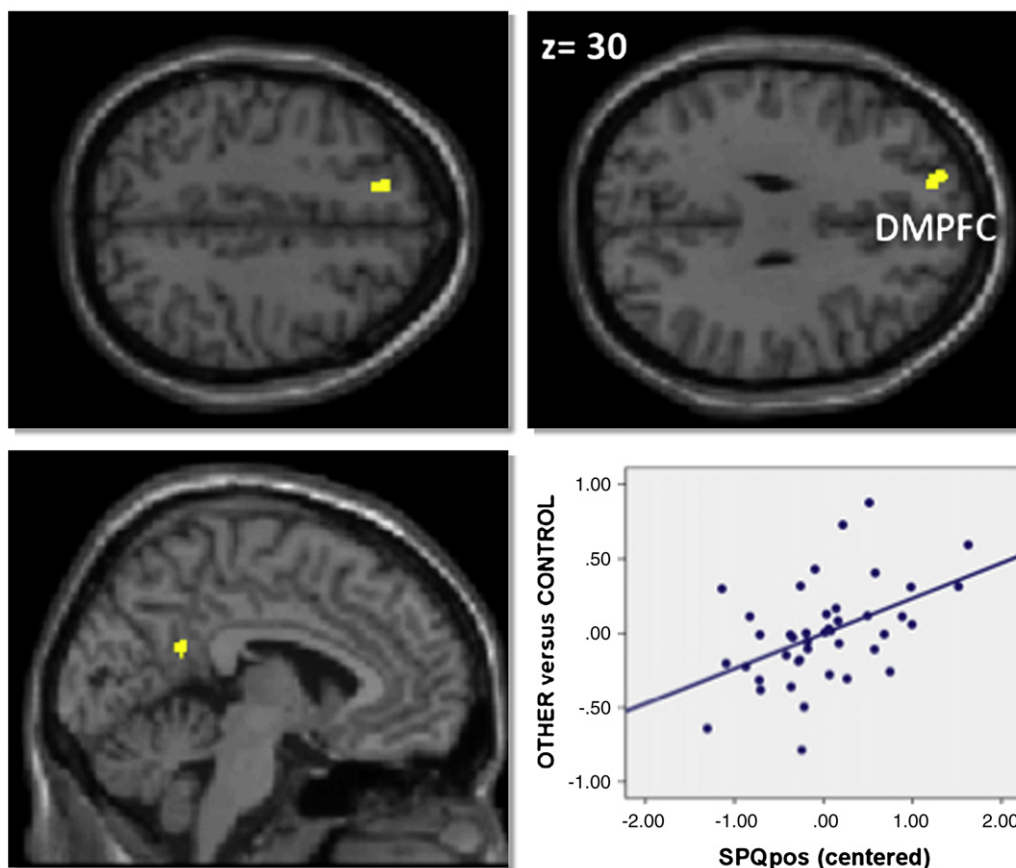 z= 30
DMPFC
OTHER versus CONTROL
1.00
.50
.00
-.50
-1.00
-2.00 -1.00 .00 1.00 2.00
SPQpos (centered)